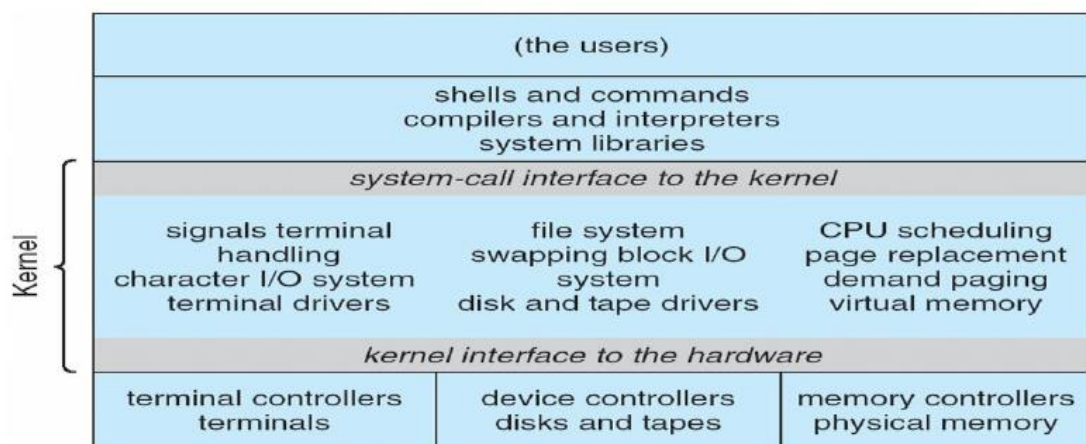 (the users)
shells and commands
compilers and interpreters
system libraries
Kernel
system-call interface to the kernel
signals terminal
handling
character I/O system
terminal drivers
file system
swapping block I/O
system
disk and tape drivers
CPU scheduling
page replacement
demand paging
virtual memory
kernel interface to the hardware
terminal controllers
terminals
device controllers
disks and tapes
memory controllers
physical memory